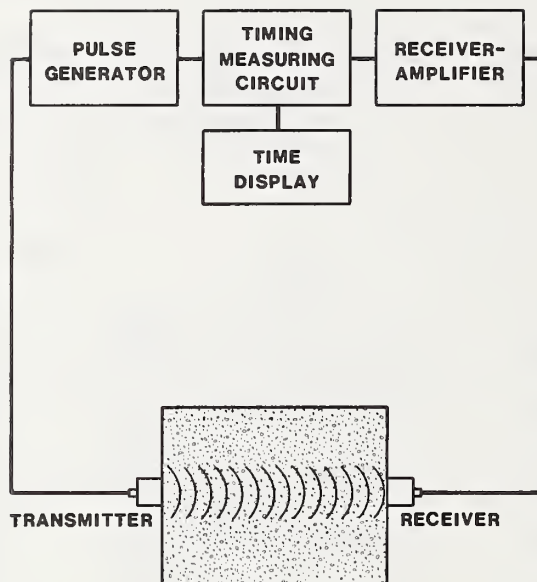 PULSE
GENERATOR
TIMING
MEASURING
CIRCUIT
RECEIVER-
AMPLIFIER
TIME
DISPLAY
TRANSMITTER
RECEIVER